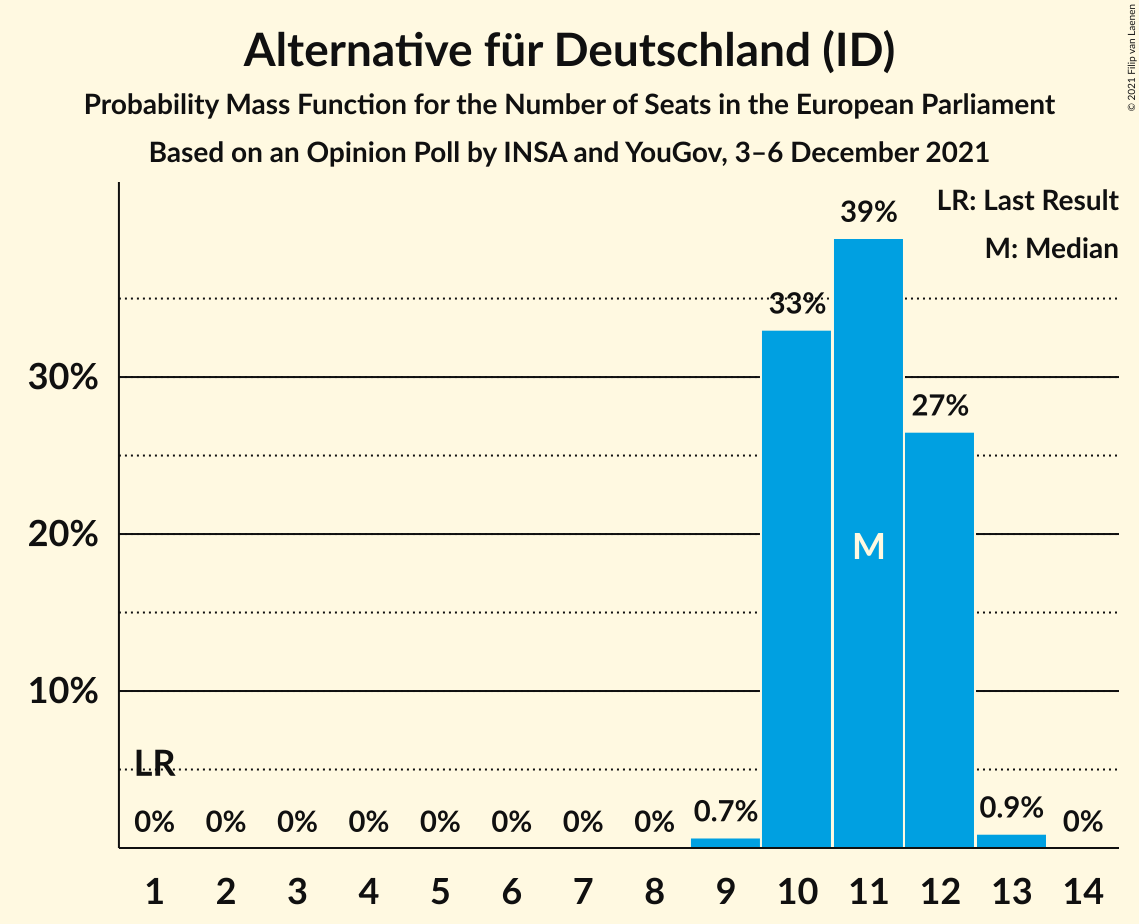 Alternative für Deutschland (ID)
Probability Mass Function for the Number of Seats in the European Parliament
Based on an Opinion Poll by INSA and YouGov, 3–6 December 2021
© 2021 Filip van Laenen
LR: Last Result
M: Median
39%
33%
30%
27%
20%
M
10%
LR
0% 0% 0% 0% 0% 0% 0% 0% 0.7% 0.9% 0%
1 2 3 4 5 6 7 8 9 10 11 12 13 14